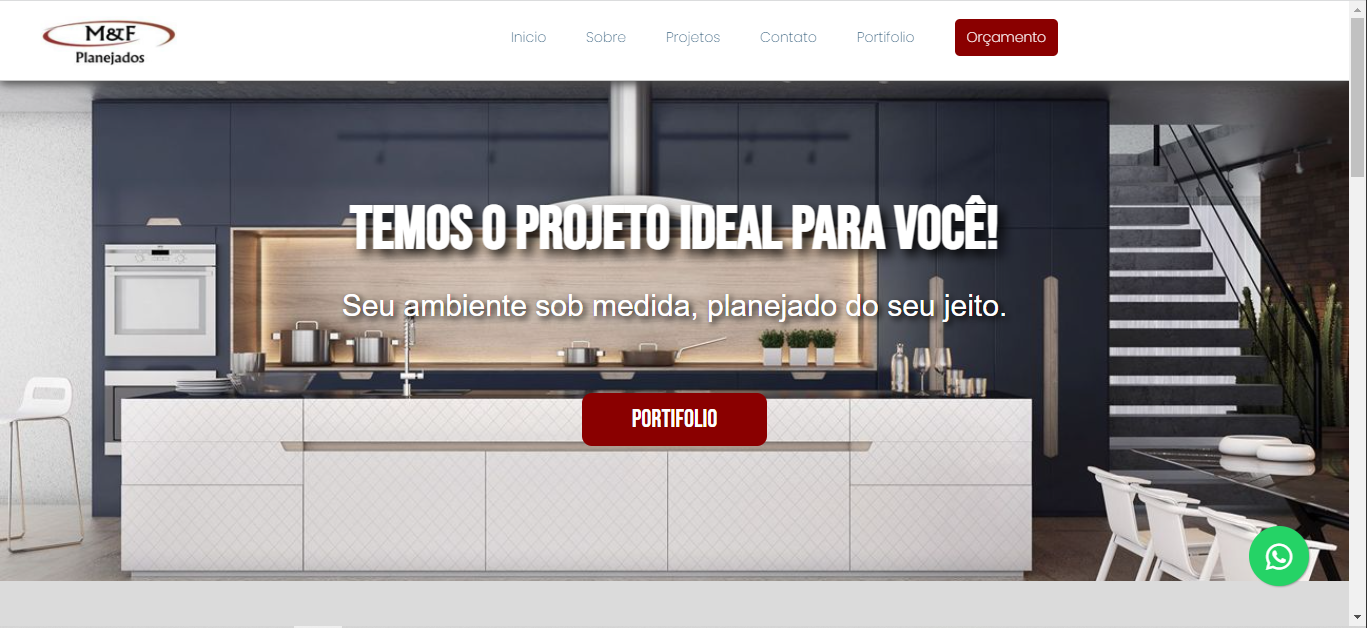 M&F
Planejados
Inicio Sobre Projetos Contato Portifolio Orçamento
TEMOS O PROJETO IDEAL PARA VOCÊ!
Seu ambiente sob medida, planejado do seu jeito.
PORTIFOLIO